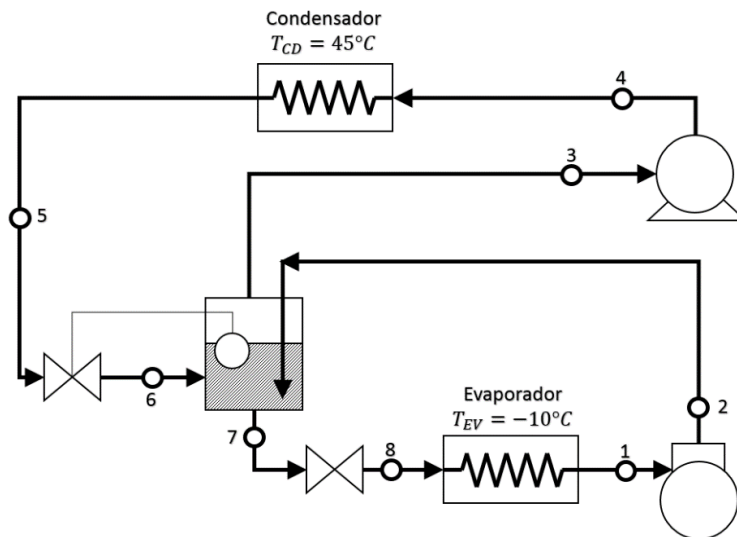 Condensador
T_CD = 45°C
4
3
5
6
7
Evaporador
T_EV = −10°C
8
1
2